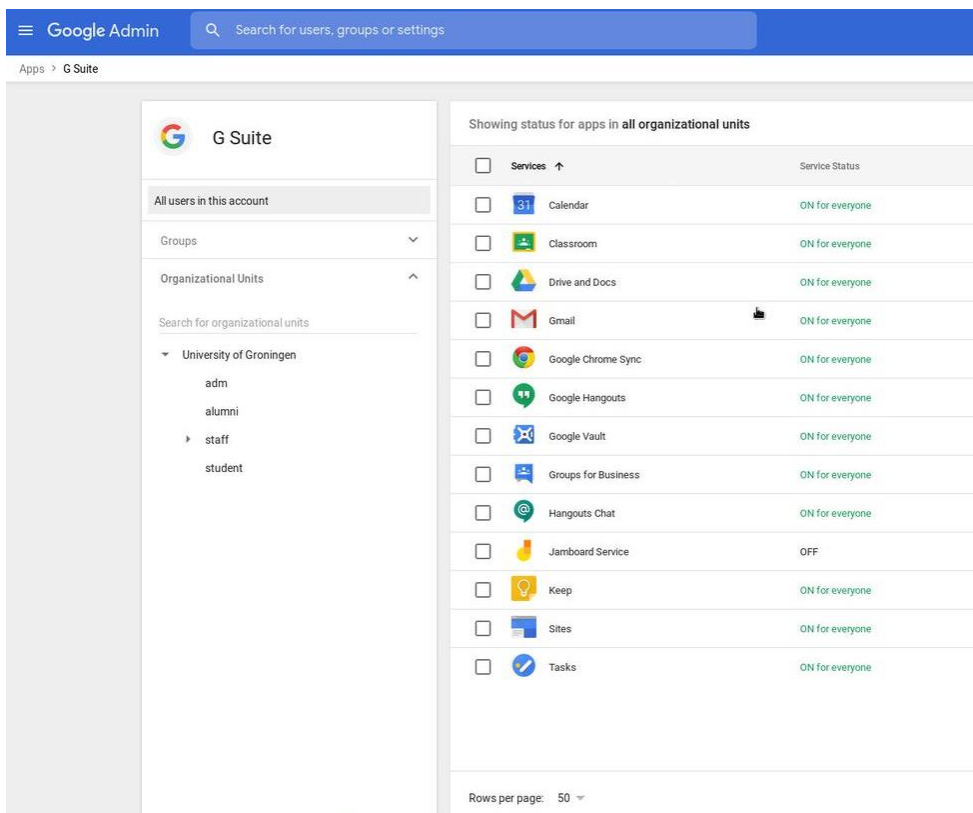 Google Admin
Search for users, groups or settings
Apps > G Suite
G Suite
All users in this account
Groups
Organizational Units
Search for organizational units
University of Groningen
adm
alumni
staff
student
Showing status for apps in all organizational units
Services Service Status
31 Calendar ON for everyone
Classroom ON for everyone
Drive and Docs ON for everyone
Gmail ON for everyone
Google Chrome Sync ON for everyone
Google Hangouts ON for everyone
Google Vault ON for everyone
Groups for Business ON for everyone
Hangouts Chat ON for everyone
Jamboard Service OFF
Keep ON for everyone
Sites ON for everyone
Tasks ON for everyone
Rows per page: 50